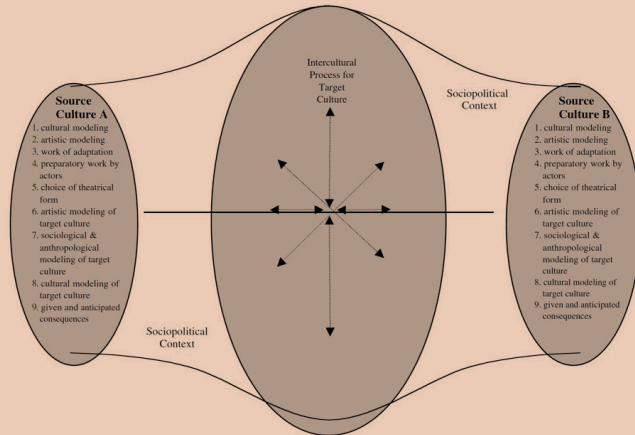 Source
Culture A
1. cultural modeling
2. artistic modeling
3. work of adaptation
4. preparatory work by
actors
5. choice of theatrical
form
6. artistic modeling of
target culture
7. sociological &
anthropological
modeling of target
culture
8. cultural modeling of
target culture
9. given and anticipated
consequences
Intercultural
Process for
Target
Culture
Sociopolitical
Context
Sociopolitical
Context
Source
Culture B
1. cultural modeling
2. artistic modeling
3. work of adaptation
4. preparatory work by
actors
5. choice of theatrical
form
6. artistic modeling of
target culture
7. sociological &
anthropological
modeling of target
culture
8. cultural modeling of
target culture
9. given and anticipated
consequences